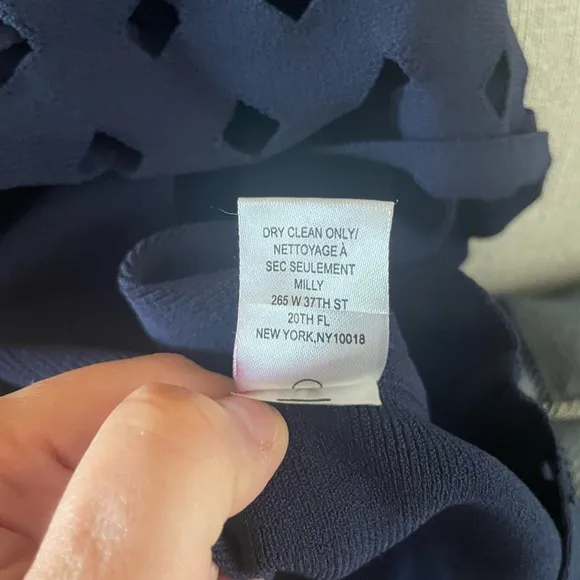 DRY CLEAN ONLY/
NETTOYAGE À
SEC SEULEMENT
MILLY
265 W 37TH ST
20TH FL
NEW YORK,NY10018